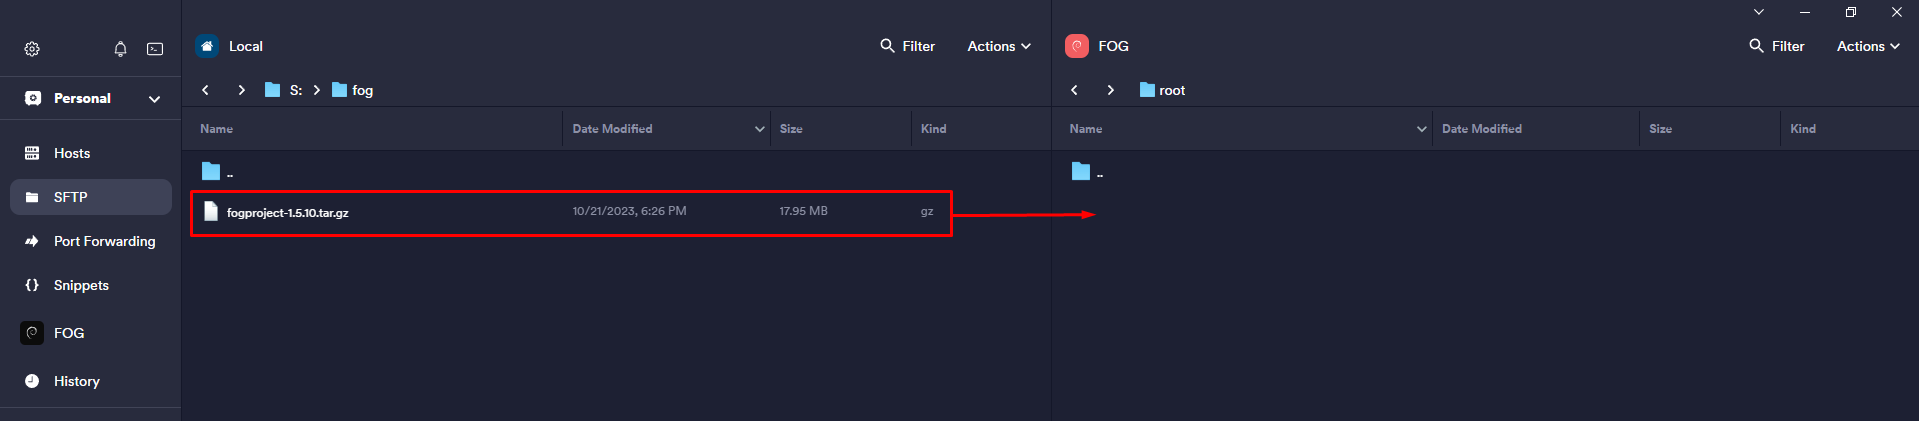 Personal
Hosts
SFTP
Port Forwarding
Snippets
FOG
History
Local
Filter
Actions
S:
fog
Name Date Modified Size Kind
..
fogproject-1.5.10.tar.gz 10/21/2023, 6:26 PM 17.95 MB gz
FOG
Filter
Actions
root
Name Date Modified Size Kind
..